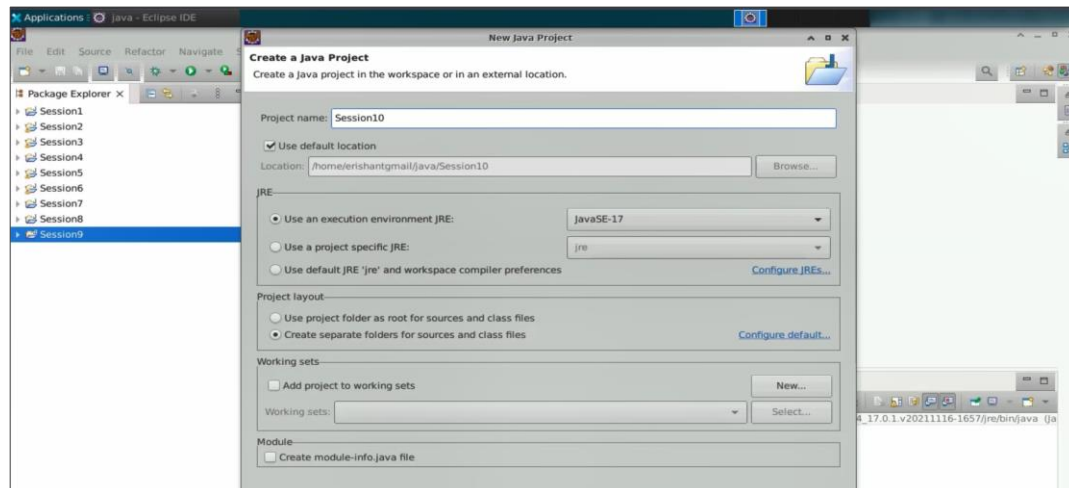 Applications : java - Eclipse IDE
New Java Project
File Edit Source Refactor Navigate
Create a Java Project
Create a Java project in the workspace or in an external location.
Package Explorer
Session1
Session2
Session3
Session4
Session5
Session6
Session7
Session8
Session9
Project name: Session10
Use default location
Location: /home/erishantgmail/java/Session10 Browse...
JRE
Use an execution environment JRE: JavaSE-17
Use a project specific JRE: jre
Use default JRE 'jre' and workspace compiler preferences Configure JREs...
Project layout
Use project folder as root for sources and class files
Create separate folders for sources and class files Configure default...
Working sets
Add project to working sets New...
Working sets: Select...
Module
Create module-info.java file
4_17.0.1.v20211116-1657/jre/bin/java (Ja